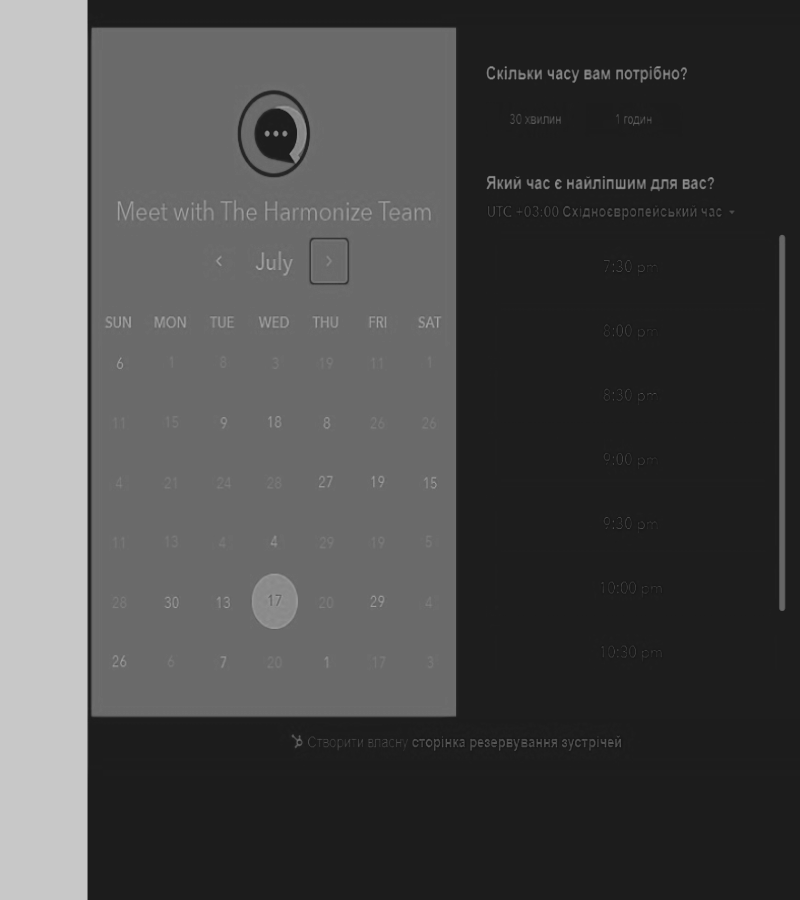 Meet with The Harmonize Team
July
SUN MON TUE WED THU FRI SAT
6 1 8 3 19 11 1
11 15 9 18 8 26 26
4 21 24 28 27 19 15
11 13 4 4 29 19 5
28 30 13 17 20 29 4
26 6 7 20 1 17 3
Скільки часу вам потрібно?
30 хвилин 1 годин
Який час є найліпшим для вас?
UTC +03:00 Східноєвропейський час
7:30 pm
8:00 pm
8:30 pm
9:00 pm
9:30 pm
10:00 pm
10:30 pm
Створити власну сторінка резервування зустрічей